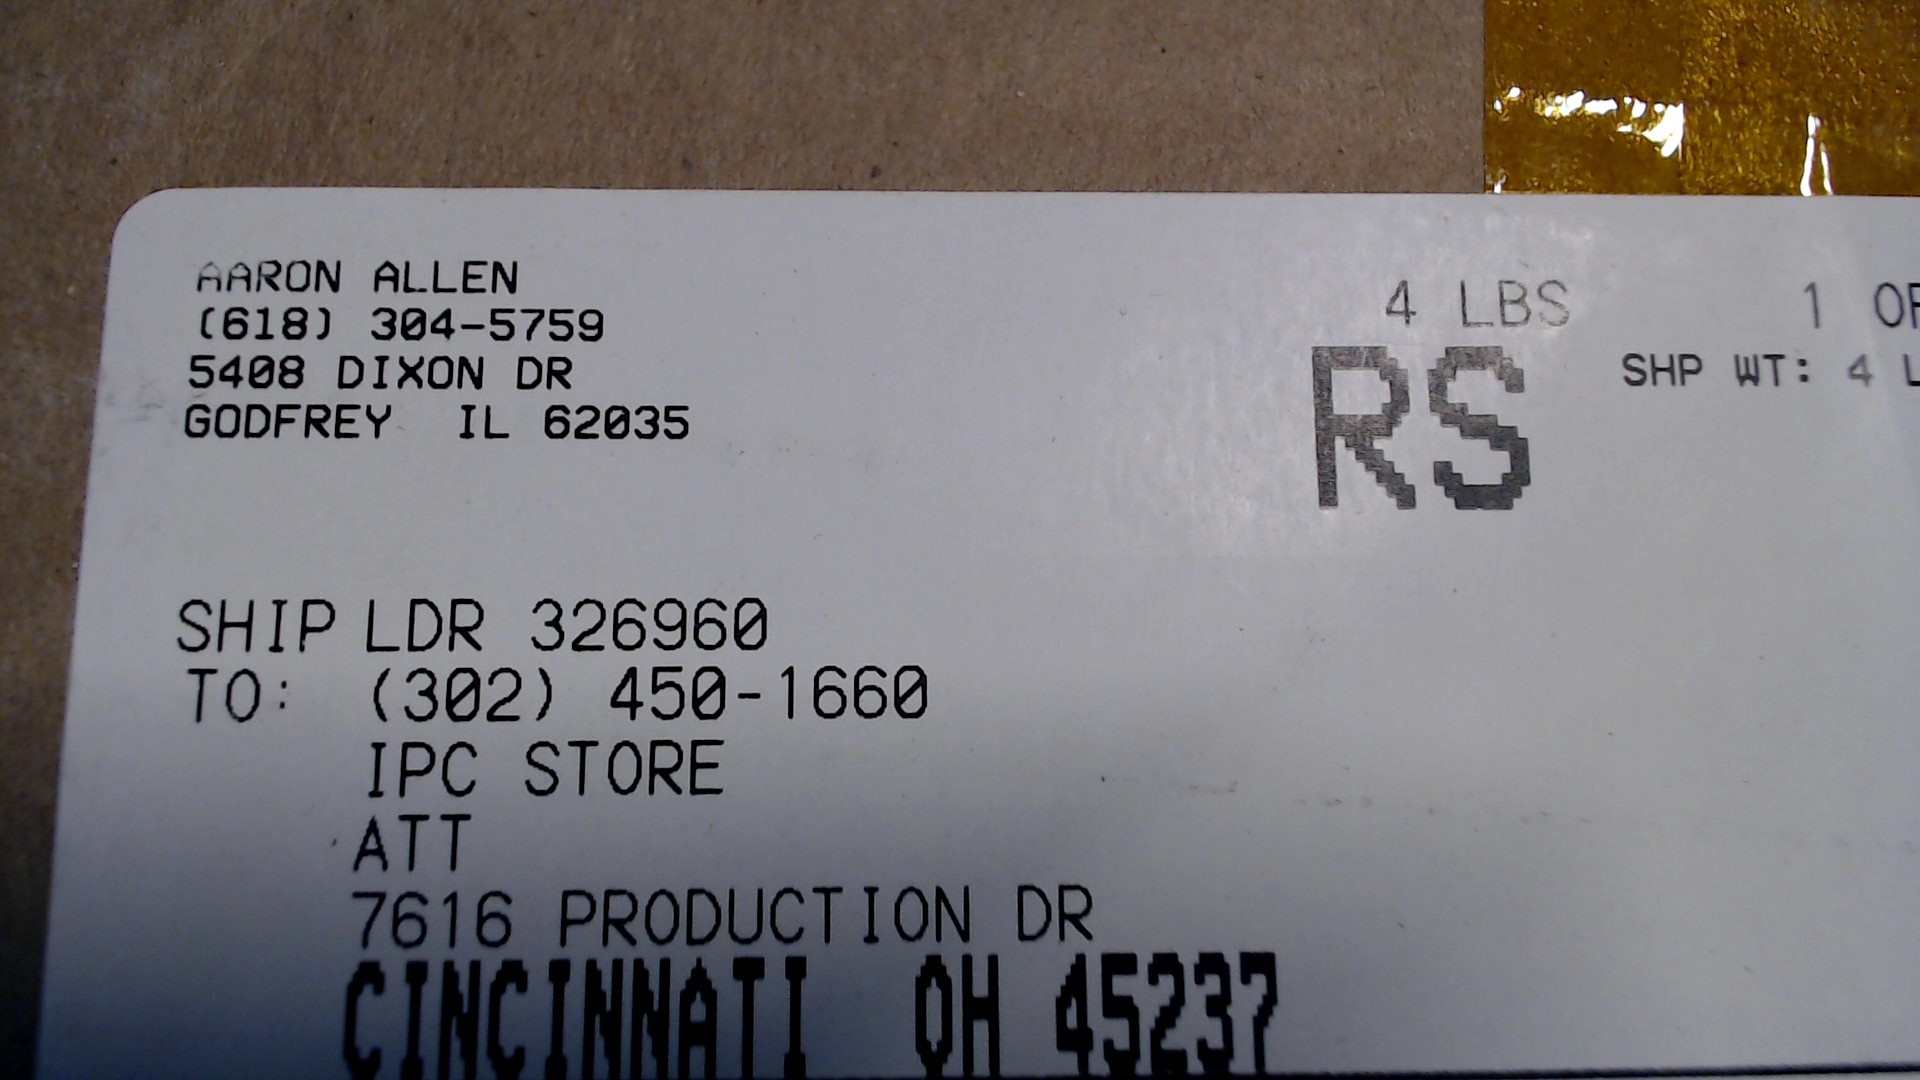 AARON ALLEN
(618) 304-5759
5408 DIXON DR
GODFREY IL 62035
4 LBS
1
RS
SHP WT: 4
SHIP LDR 326960
TO: (302) 450-1660
IPC STORE
ATT
7616 PRODUCTION DR
CINCINNATI OH 45237